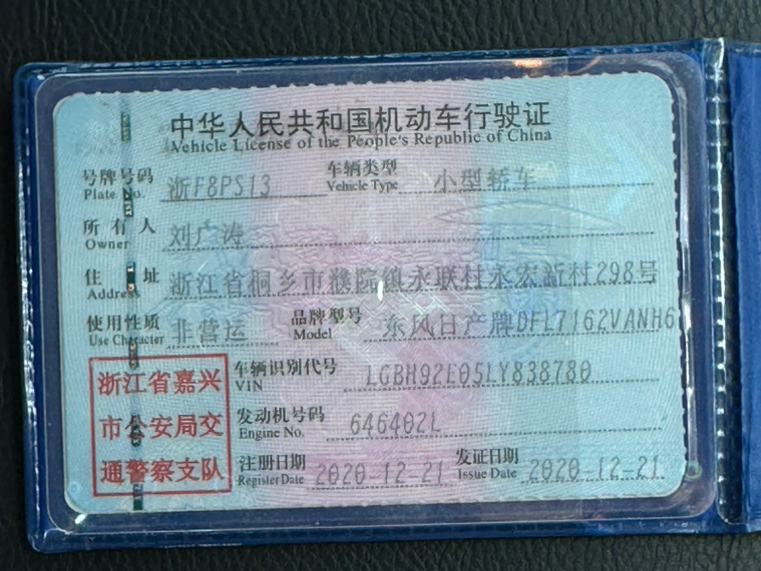 中华人民共和国机动车行驶证
Vehicle License of the People's Republic of China
号牌号码 浙F8PS13 车辆类型 小型轿车
Plate No. Vehicle Type
所有人 刘广涛
Owner
住址 浙江省桐乡市濮院镇永联村永宏新村298号
Address
使用性质 非营运 品牌型号 东风日产牌DFL7162VANH6
Use Character Model
浙江省嘉兴
市公安局交
通警察支队
车辆识别代号 LGBH92E05LY838780
VIN
发动机号码 646402L
Engine No.
注册日期 2020-12-21 发证日期 2020-12-21
Register Date Issue Date